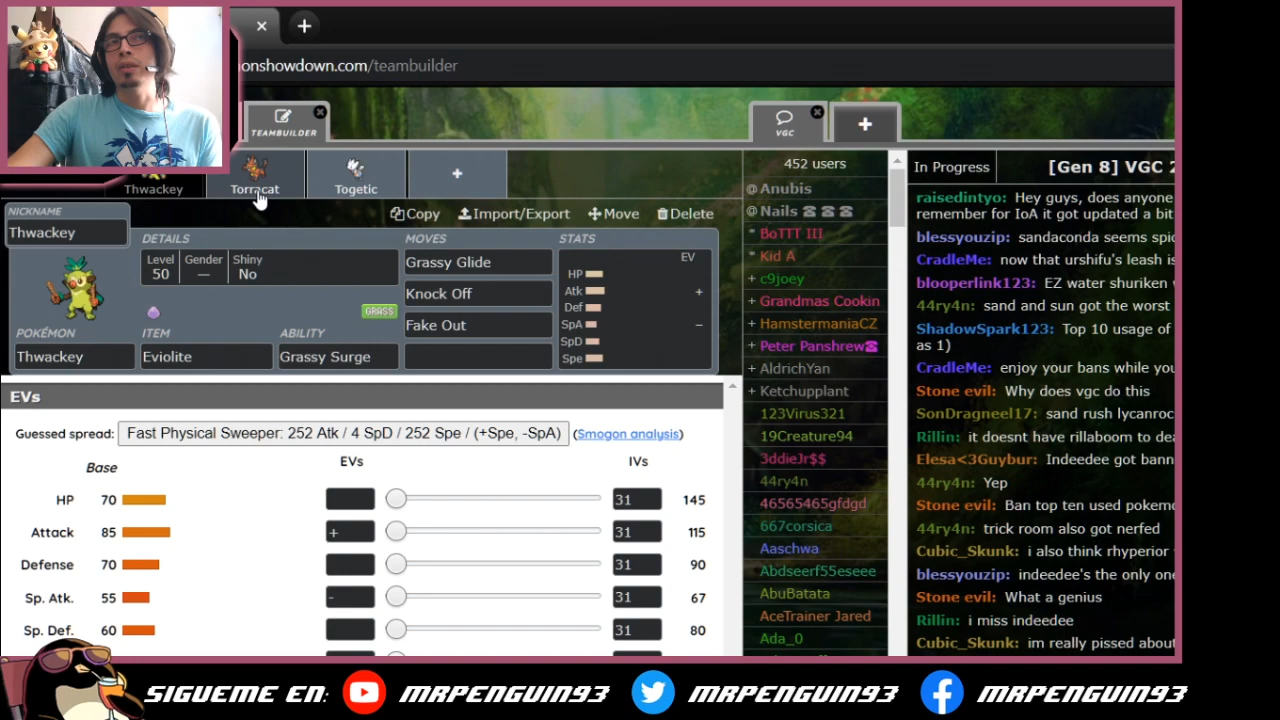 onshowdown.com/teambuilder
TEAMBUILDER
VGC
Thwackey
Torracat
Togetic
Copy
Import/Export
Move
Delete
NICKNAME
Thwackey
DETAILS
Level
50
Gender
—
Shiny
No
GRASS
POKÉMON
Thwackey
ITEM
Eviolite
ABILITY
Grassy Surge
MOVES
Grassy Glide
Knock Off
Fake Out
STATS
EV
HP
Atk
+
Def
SpA
−
SpD
Spe
EVs
Guessed spread: Fast Physical Sweeper: 252 Atk / 4 SpD / 252 Spe / (+Spe, -SpA) (Smogon analysis)
Base
EVs
IVs
HP 70 31 145
Attack 85 + 31 115
Defense 70 31 90
Sp. Atk. 55 - 31 67
Sp. Def. 60 31 80
452 users
@ Anubis
@ Nails ☎ ☎ ☎
* BoTTT III
* Kid A
+ c9joey
+ Grandmas Cookin
+ HamstermaniaCZ
+ Peter Panshrew☎
+ AldrichYan
+ Ketchupplant
123Virus321
19Creature94
3ddieJr$$
44ry4n
46565465gfdgd
667corsica
Aaschwa
Abdseerf55eseee
AbuBatata
AceTrainer Jared
Ada_0
In Progress
[Gen 8] VGC 2
raisedintyo: Hey guys, does anyone
remember for IoA it got updated a bit
blessyouzip: sandaconda seems spic
CradleMe: now that urshifu's leash is
blooperlink123: EZ water shuriken
44ry4n: sand and sun got the worst
ShadowSpark123: Top 10 usage of
as 1)
CradleMe: enjoy your bans while you
Stone evil: Why does vgc do this
SonDragneel17: sand rush lycanroc
Rillin: it doesnt have rillaboom to dea
Elesa<3Guybur: Indeedee got bann
44ry4n: Yep
Stone evil: Ban top ten used pokemo
44ry4n: trick room also got nerfed
Cubic_Skunk: i also think rhyperior
blessyouzip: indeedee's the only one
Stone evil: What a genius
Rillin: i miss indeedee
Cubic_Skunk: im really pissed about
SIGUEME EN: MRPENGUIN93 MRPENGUIN93 MRPENGUIN93